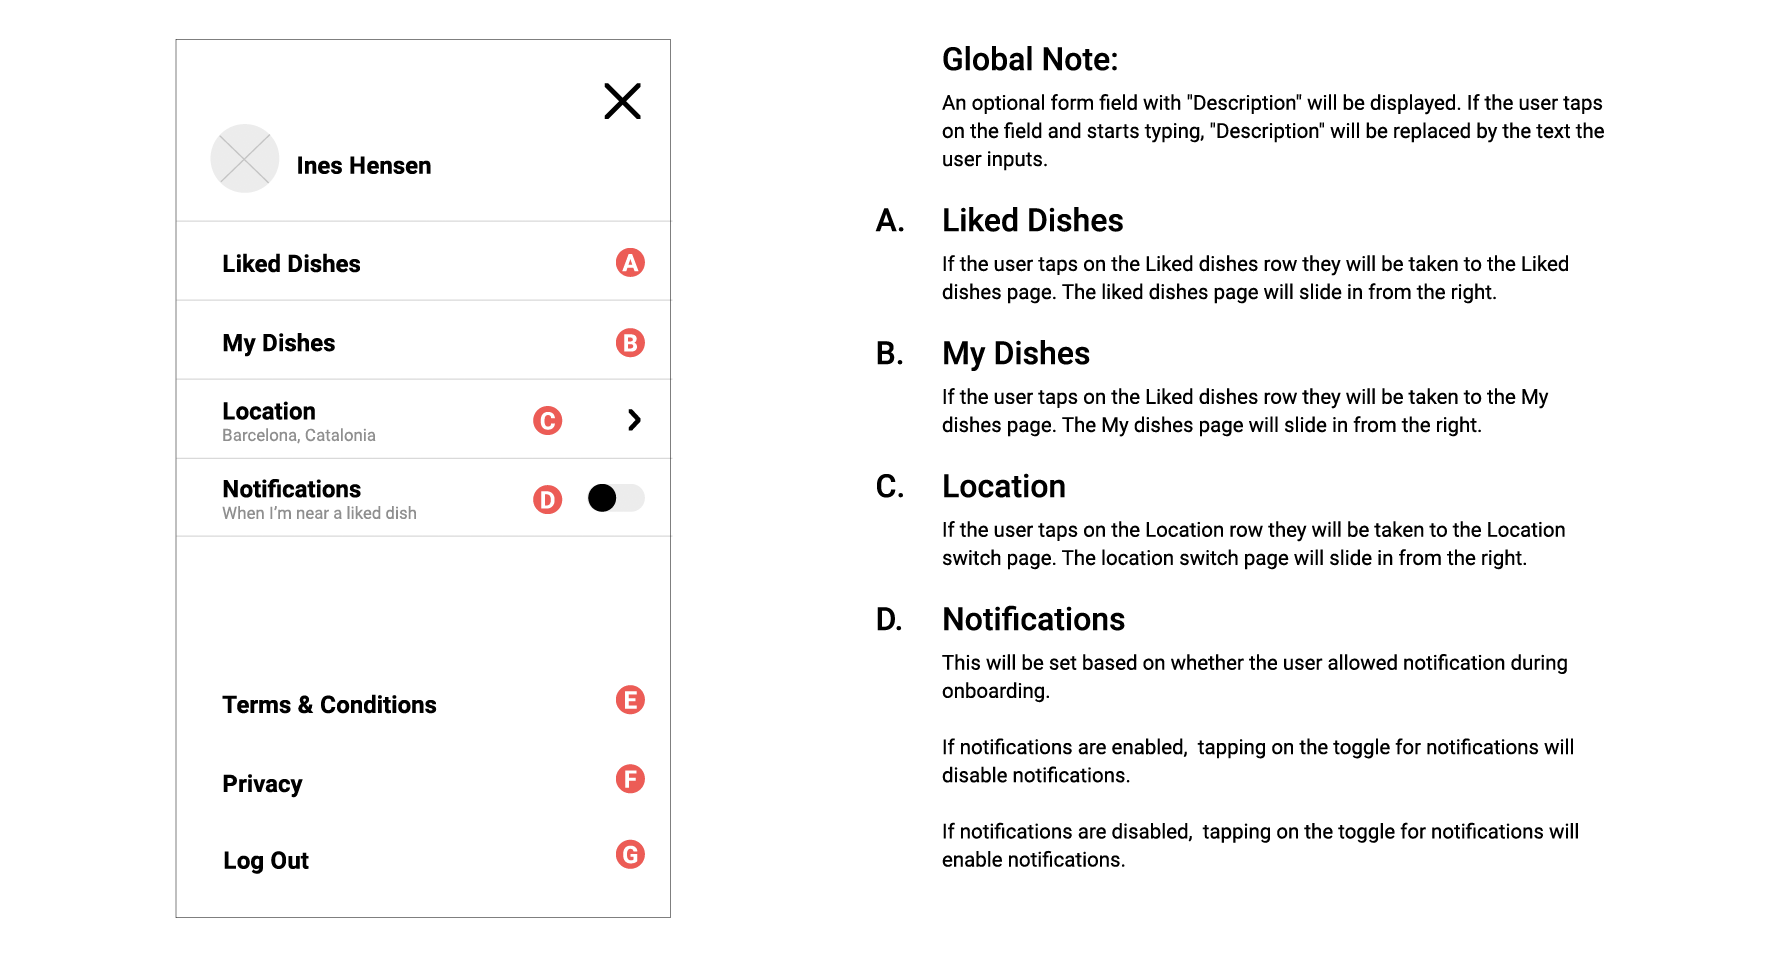 Ines Hensen
Liked Dishes A
My Dishes B
Location
Barcelona, Catalonia
C
Notifications
When I'm near a liked dish
D
Terms & Conditions E
Privacy F
Log Out G
Global Note:
An optional form field with "Description" will be displayed. If the user taps
on the field and starts typing, "Description" will be replaced by the text the
user inputs.
A. Liked Dishes
If the user taps on the Liked dishes row they will be taken to the Liked
dishes page. The liked dishes page will slide in from the right.
B. My Dishes
If the user taps on the Liked dishes row they will be taken to the My
dishes page. The My dishes page will slide in from the right.
C. Location
If the user taps on the Location row they will be taken to the Location
switch page. The location switch page will slide in from the right.
D. Notifications
This will be set based on whether the user allowed notification during
onboarding.
If notifications are enabled,  tapping on the toggle for notifications will
disable notifications.
If notifications are disabled,  tapping on the toggle for notifications will
enable notifications.